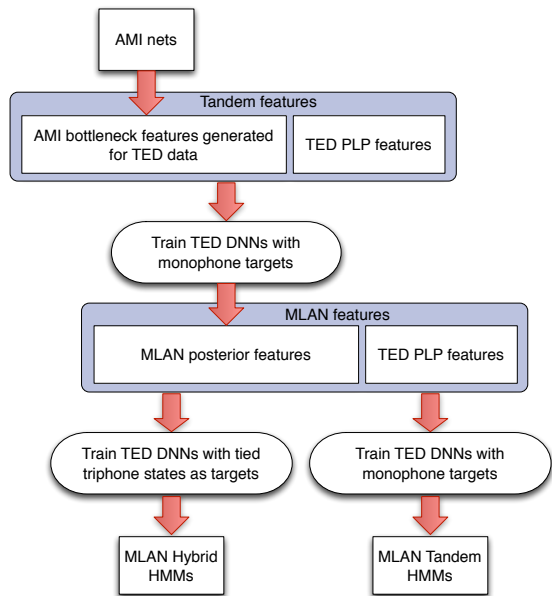 AMI nets
Tandem features
AMI bottleneck features generated
for TED data
TED PLP features
Train TED DNNs with
monophone targets
MLAN features
MLAN posterior features
TED PLP features
Train TED DNNs with tied
triphone states as targets
Train TED DNNs with
monophone targets
MLAN Hybrid
HMMs
MLAN Tandem
HMMs